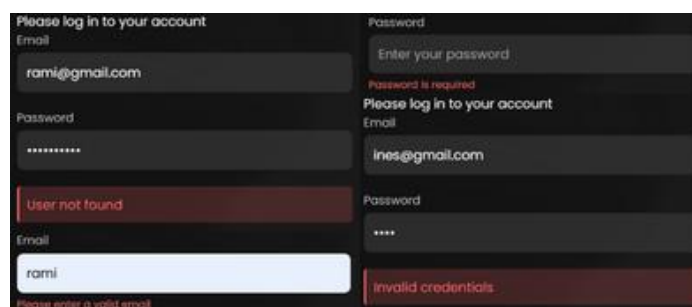 Please log in to your account
Email
rami@gmail.com
Password
••••••••••
User not found
Email
rami
Please enter a valid email
Password
Enter your password
Password is required
Please log in to your account
Email
ines@gmail.com
Password
••••
Invalid credentials